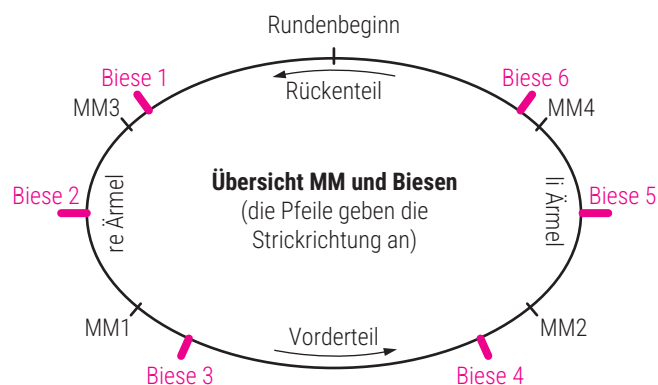 Rundenbeginn
Biese 1
Biese 6
Rückenteil
MM3
MM4
Übersicht MM und Biesen
Biese 2
re Ärmel
(die Pfeile geben die
li Ärmel
Biese 5
Strickrichtung an)
MM1
Vorderteil
MM2
Biese 3
Biese 4